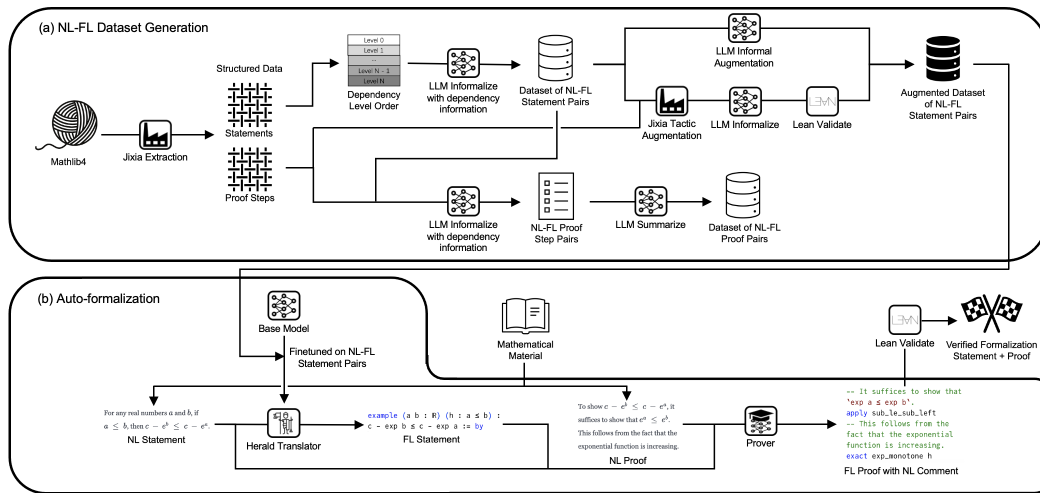 (a) NL-FL Dataset Generation
Mathlib4
Jixia Extraction
Structured Data
Statements
Proof Steps
Level 0
Level 1
...
Level N - 1
Level N
Dependency
Level Order
LLM Informalize
with dependency
information
Dataset of NL-FL
Statement Pairs
LLM Informal
Augmentation
Jixia Tactic
Augmentation
LLM Informalize
LEAN
Lean Validate
Augmented Dataset
of NL-FL
Statement Pairs
LLM Informalize
with dependency
information
NL-FL Proof
Step Pairs
LLM Summarize
Dataset of NL-FL
Proof Pairs
(b) Auto-formalization
Base Model
Finetuned on NL-FL
Statement Pairs
Mathematical
Material
LEAN
Lean Validate
Verified Formalization
Statement + Proof
For any real numbers a and b, if
a ≤ b, then c − e^b ≤ c − e^a.
NL Statement
Herald Translator
example (a b : ℝ) (h : a ≤ b) :
c - exp b ≤ c - exp a := by
FL Statement
To show c − e^b ≤ c − e^a, it
suffices to show that e^a ≤ e^b.
This follows from the fact that the
exponential function is increasing.
NL Proof
Prover
-- It suffices to show that
`exp a ≤ exp b`.
apply sub_le_sub_left
-- This follows from the
fact that the exponential
function is increasing.
exact exp_monotone h
FL Proof with NL Comment